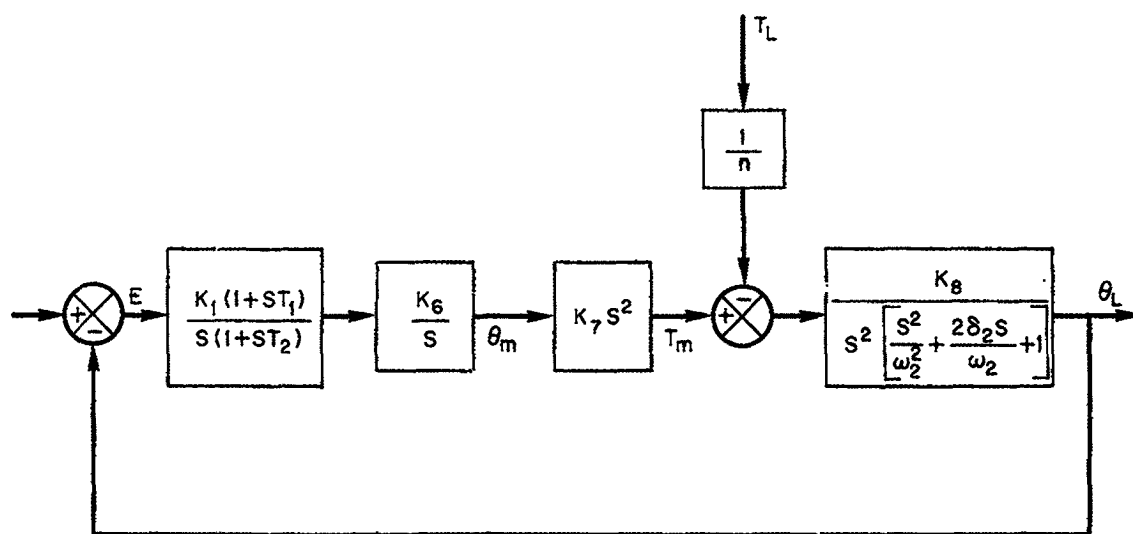 T_L
1/n
+
−
E
K_1 (1+ST_1)
S(1+ST_2)
K_6
S
θ_m
K_7 S^2
T_m
+
−
K_8
S^2 [S^2/ω_2^2 + 2δ_2S/ω_2 +1]
θ_L